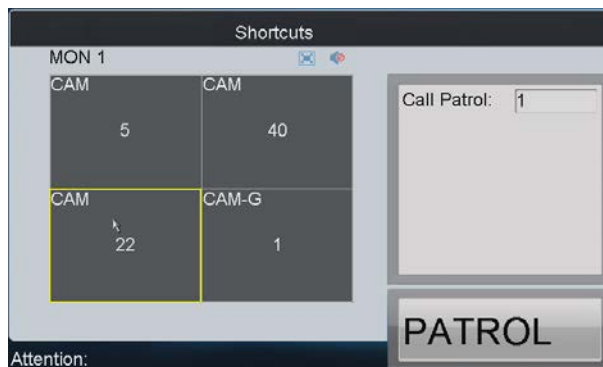 Shortcuts
MON 1
CAM
5
CAM
40
CAM
22
CAM-G
1
Call Patrol: 1
PATROL
Attention: